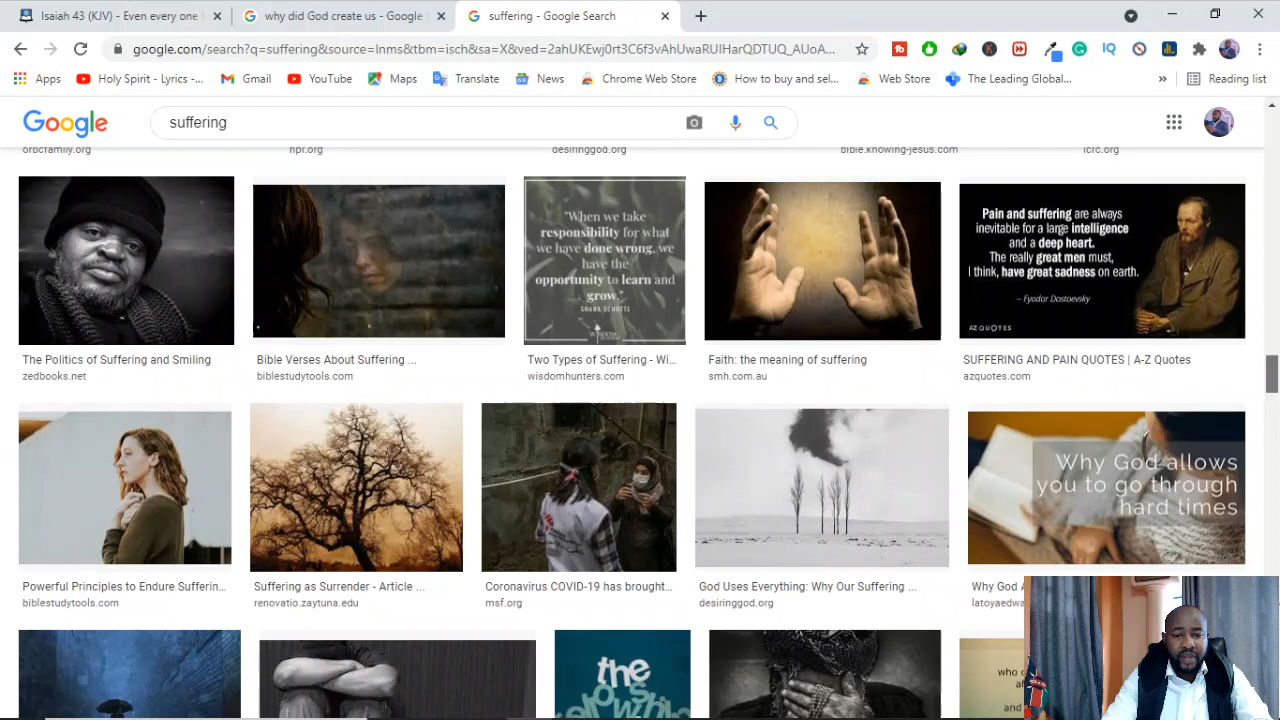 Isaiah 43 (KJV) - Even every one
why did God create us - Google
suffering - Google Search
google.com/search?q=suffering&source=lnms&tbm=isch&sa=X&ved=2ahUKEwj0rt3C6f3vAhUwaRUIHarQDTUQ_AUoA...
Apps
Holy Spirit - Lyrics -...
Gmail
YouTube
Maps
Translate
News
Chrome Web Store
How to buy and sel...
Web Store
The Leading Global...
»
Reading list
Google
suffering
orbcfamily.org
npr.org
desiringgod.org
bible.knowing-jesus.com
icrc.org
"When we take
responsibility for what
we have done wrong, we
have the
opportunity to learn and
grow."
Pain and suffering are always
inevitable for a large intelligence
and a deep heart.
The really great men must,
I think, have great sadness on earth.
– Fyodor Dostoevsky
AZ QUOTES
The Politics of Suffering and Smiling
zedbooks.net
Bible Verses About Suffering ...
biblestudytools.com
Two Types of Suffering - Wi...
wisdomhunters.com
Faith: the meaning of suffering
smh.com.au
SUFFERING AND PAIN QUOTES | A-Z Quotes
azquotes.com
Why God allows
you to go through
hard times
Powerful Principles to Endure Sufferin...
biblestudytools.com
Suffering as Surrender - Article ...
renovatio.zaytuna.edu
Coronavirus COVID-19 has brought...
msf.org
God Uses Everything: Why Our Suffering ...
desiringgod.org
Why God
latoyaedwa
the
who
and